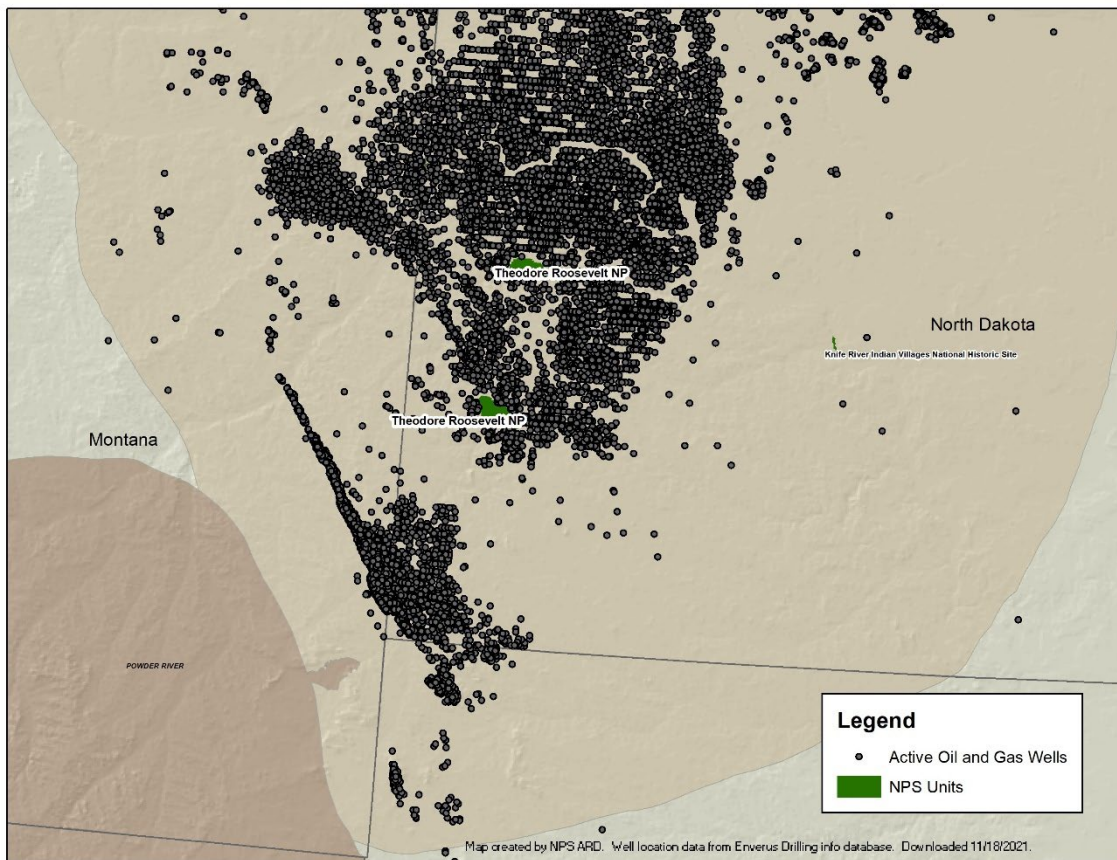 Theodore Roosevelt NP
North Dakota
Knife River Indian Villages National Historic Site
Theodore Roosevelt NP
Montana
POWDER RIVER
Legend
Active Oil and Gas Wells
NPS Units
Map created by NPS ARD. Well location data from Enverus Drilling info database. Downloaded 11/18/2021.